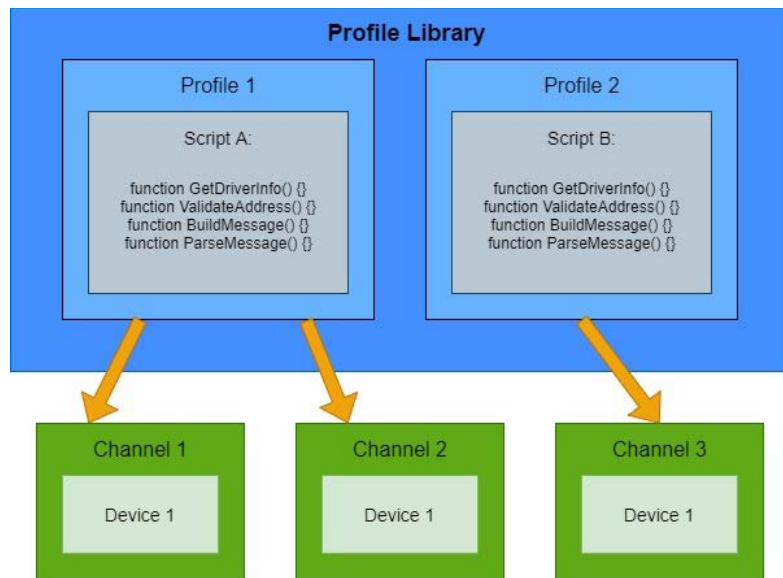 Profile Library
Profile 1
Script A:
function GetDriverInfo() {}
function ValidateAddress() {}
function BuildMessage() {}
function ParseMessage() {}
Profile 2
Script B:
function GetDriverInfo() {}
function ValidateAddress() {}
function BuildMessage() {}
function ParseMessage() {}
Channel 1
Device 1
Channel 2
Device 1
Channel 3
Device 1